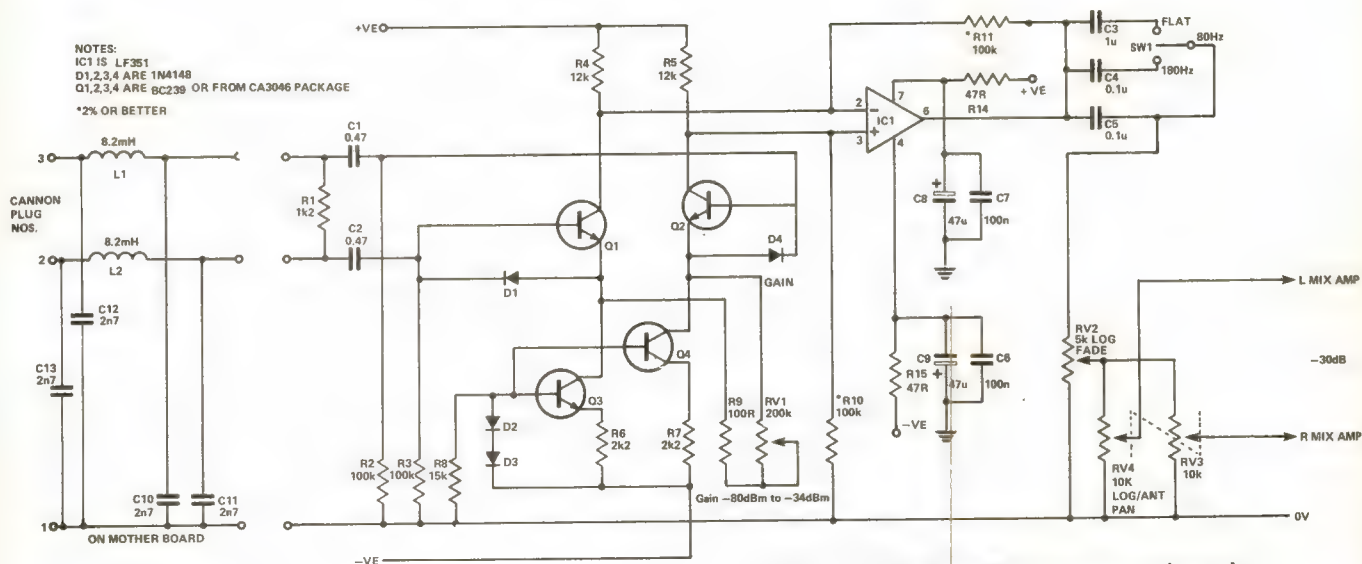 NOTES:
IC1 IS LF351
D1,2,3,4 ARE 1N4148
Q1,2,3,4 ARE BC239 OR FROM CA3046 PACKAGE
*2% OR BETTER
+VE
R4
12k
R5
12k
*R11
100k
C3
1u
FLAT
SW1
80Hz
180Hz
C4
0.1u
C5
0.1u
47R
R14
+VE
2
−
3
+
IC1
7
6
4
3
8.2mH
L1
CANNON
PLUG
NOS.
2
8.2mH
L2
C1
0.47
R1
1k2
C2
0.47
Q1
Q2
D4
D1
GAIN
C8
+
47u
C7
100n
C12
2n7
C13
2n7
C10
2n7
C11
2n7
1
ON MOTHER BOARD
Q4
Q3
D2
D3
R2
100k
R3
100k
R8
15k
R6
2k2
R7
2k2
R9
100R
RV1
200k
*R10
100k
Gain −80dBm to −34dBm
R15
47R
−VE
C9
+
47u
C6
100n
RV2
5k LOG
FADE
L MIX AMP
−30dB
R MIX AMP
RV4
10K
LOG/ANT
PAN
RV3
10k
0V
−VE